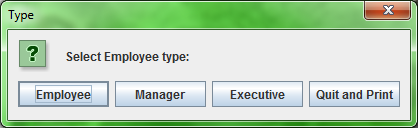 Type
?
Select Employee type:
Employee Manager Executive Quit and Print